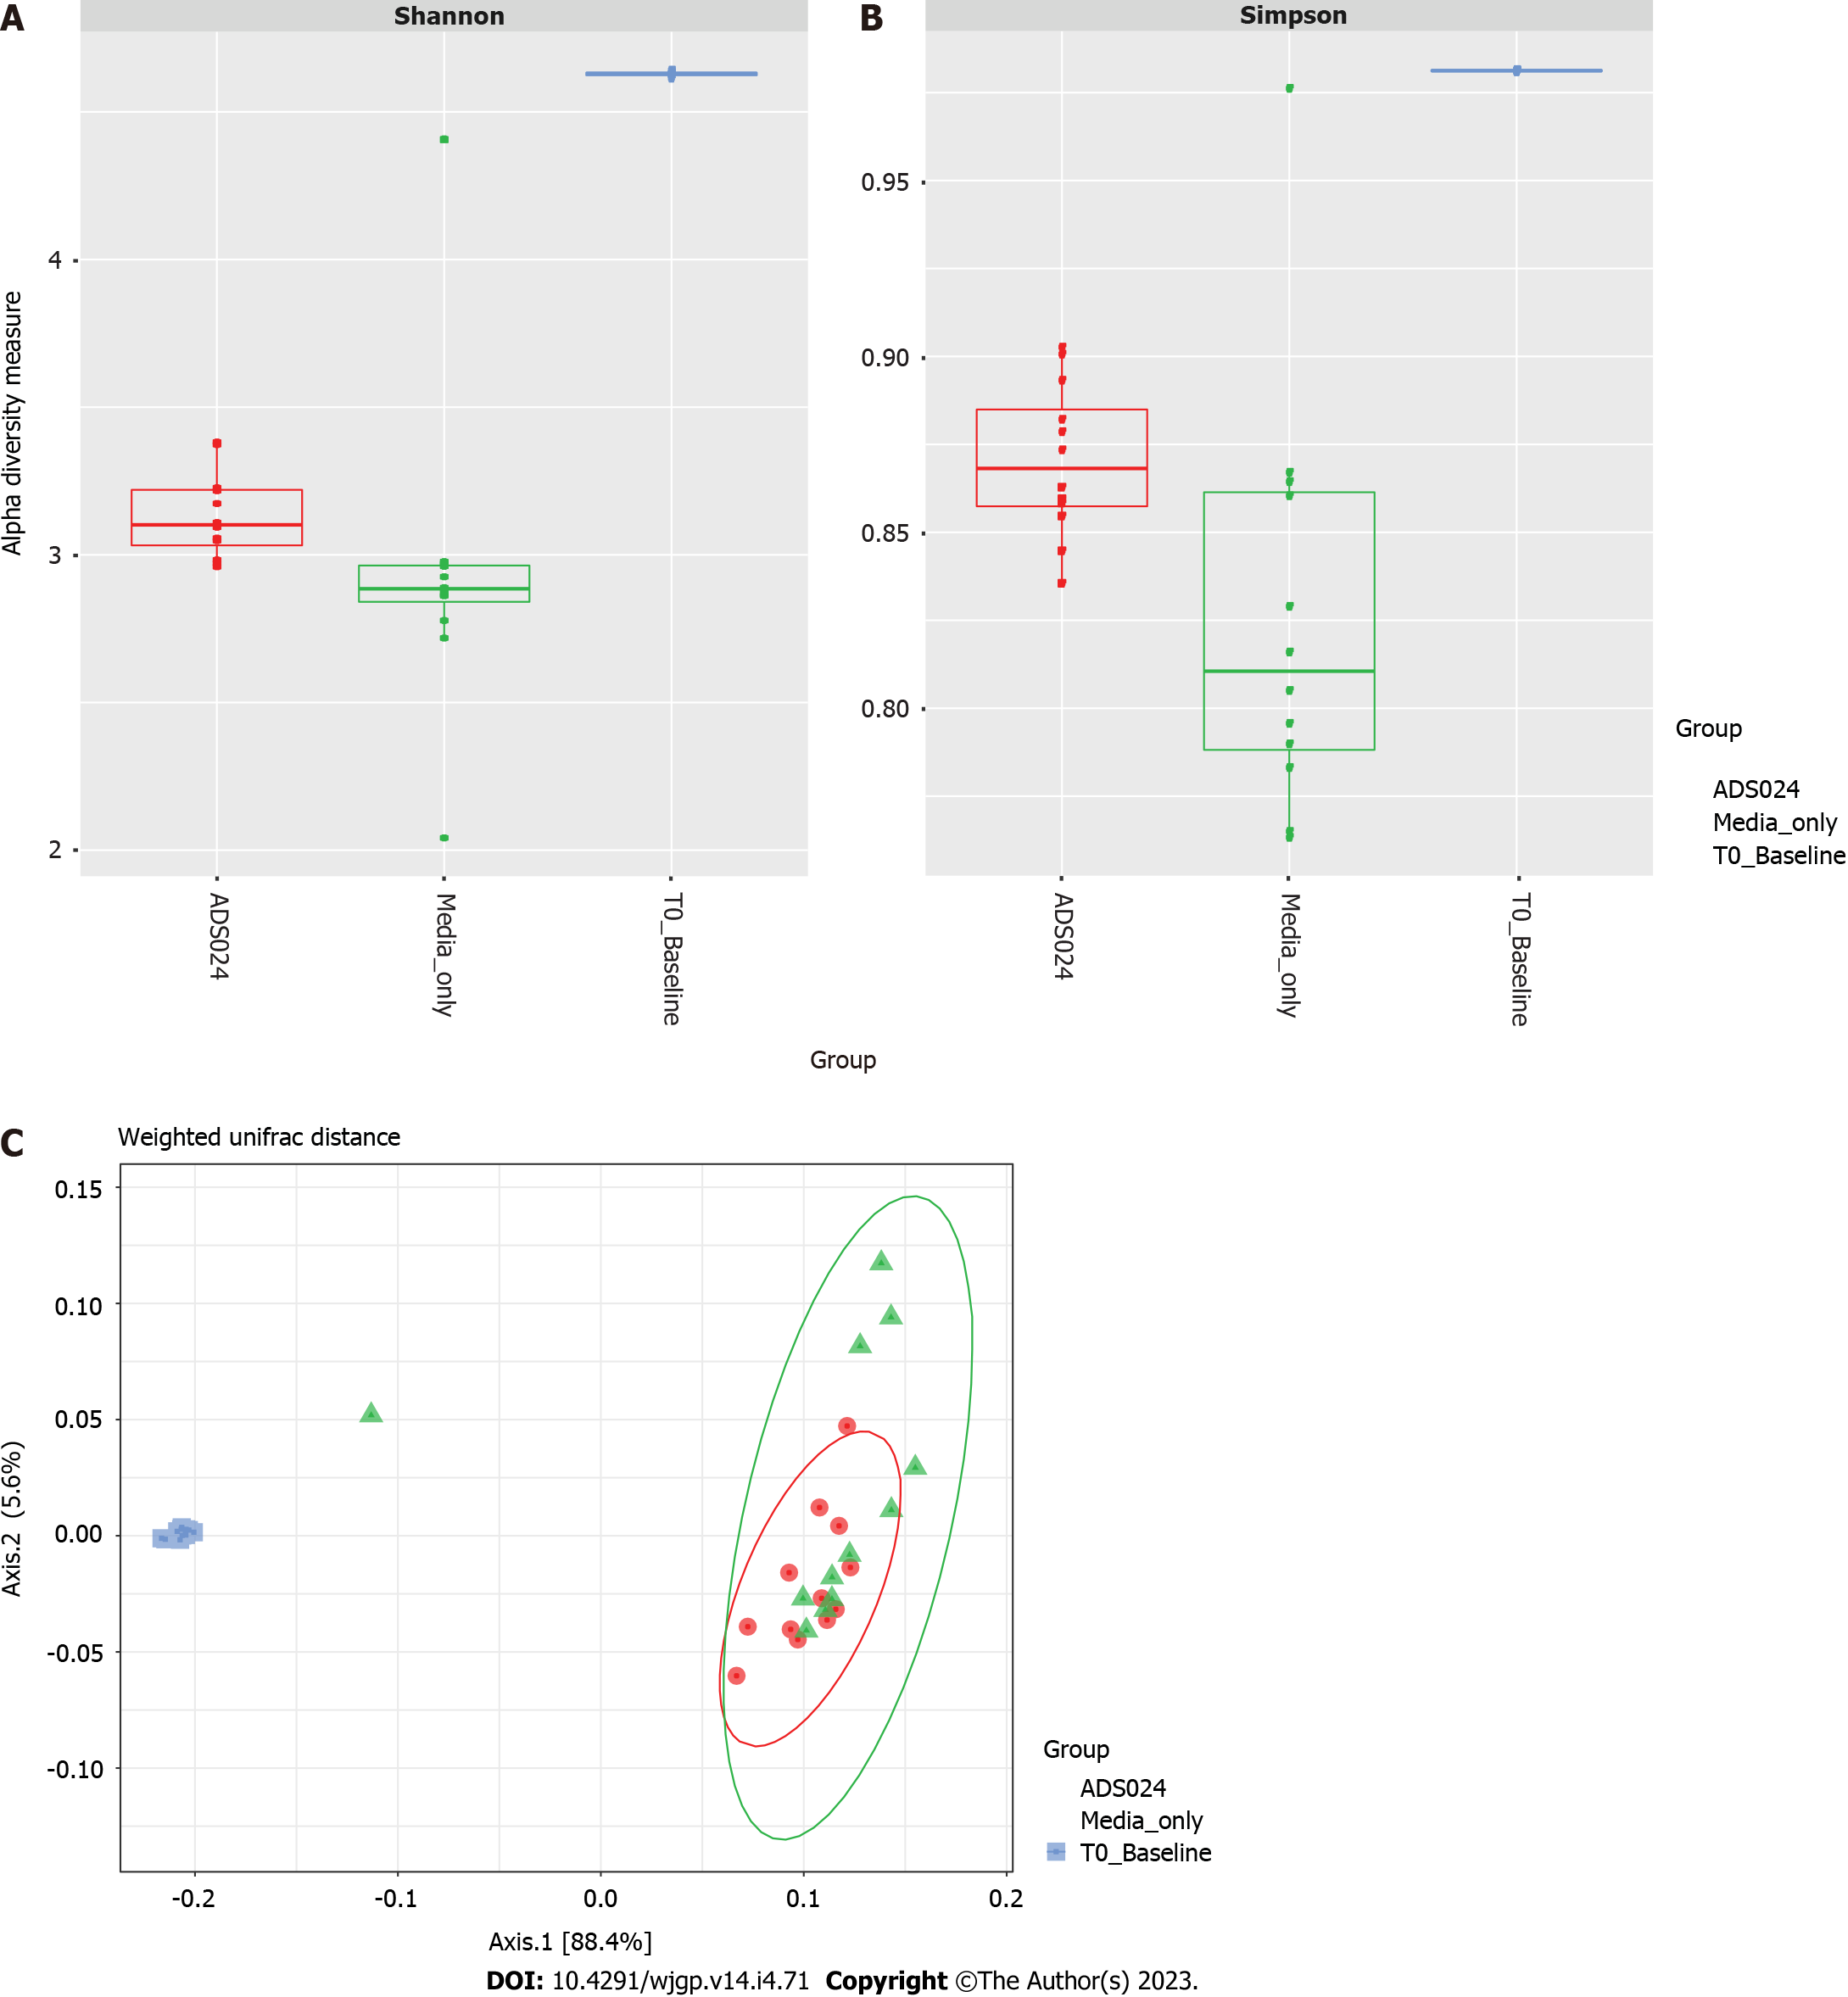 A
Shannon
B
Simpson
Alpha diversity measure
4
3
2
0.95
0.90
0.85
0.80
ADS024
Media_only
T0_Baseline
ADS024
Media_only
T0_Baseline
Group
Group
ADS024
Media_only
T0_Baseline
C
Weighted unifrac distance
Axis.2 (5.6%)
0.15
0.10
0.05
0.00
-0.05
-0.10
-0.2
-0.1
0.0
0.1
0.2
Axis.1 [88.4%]
Group
ADS024
Media_only
T0_Baseline
DOI: 10.4291/wjgp.v14.i4.71 Copyright ©The Author(s) 2023.